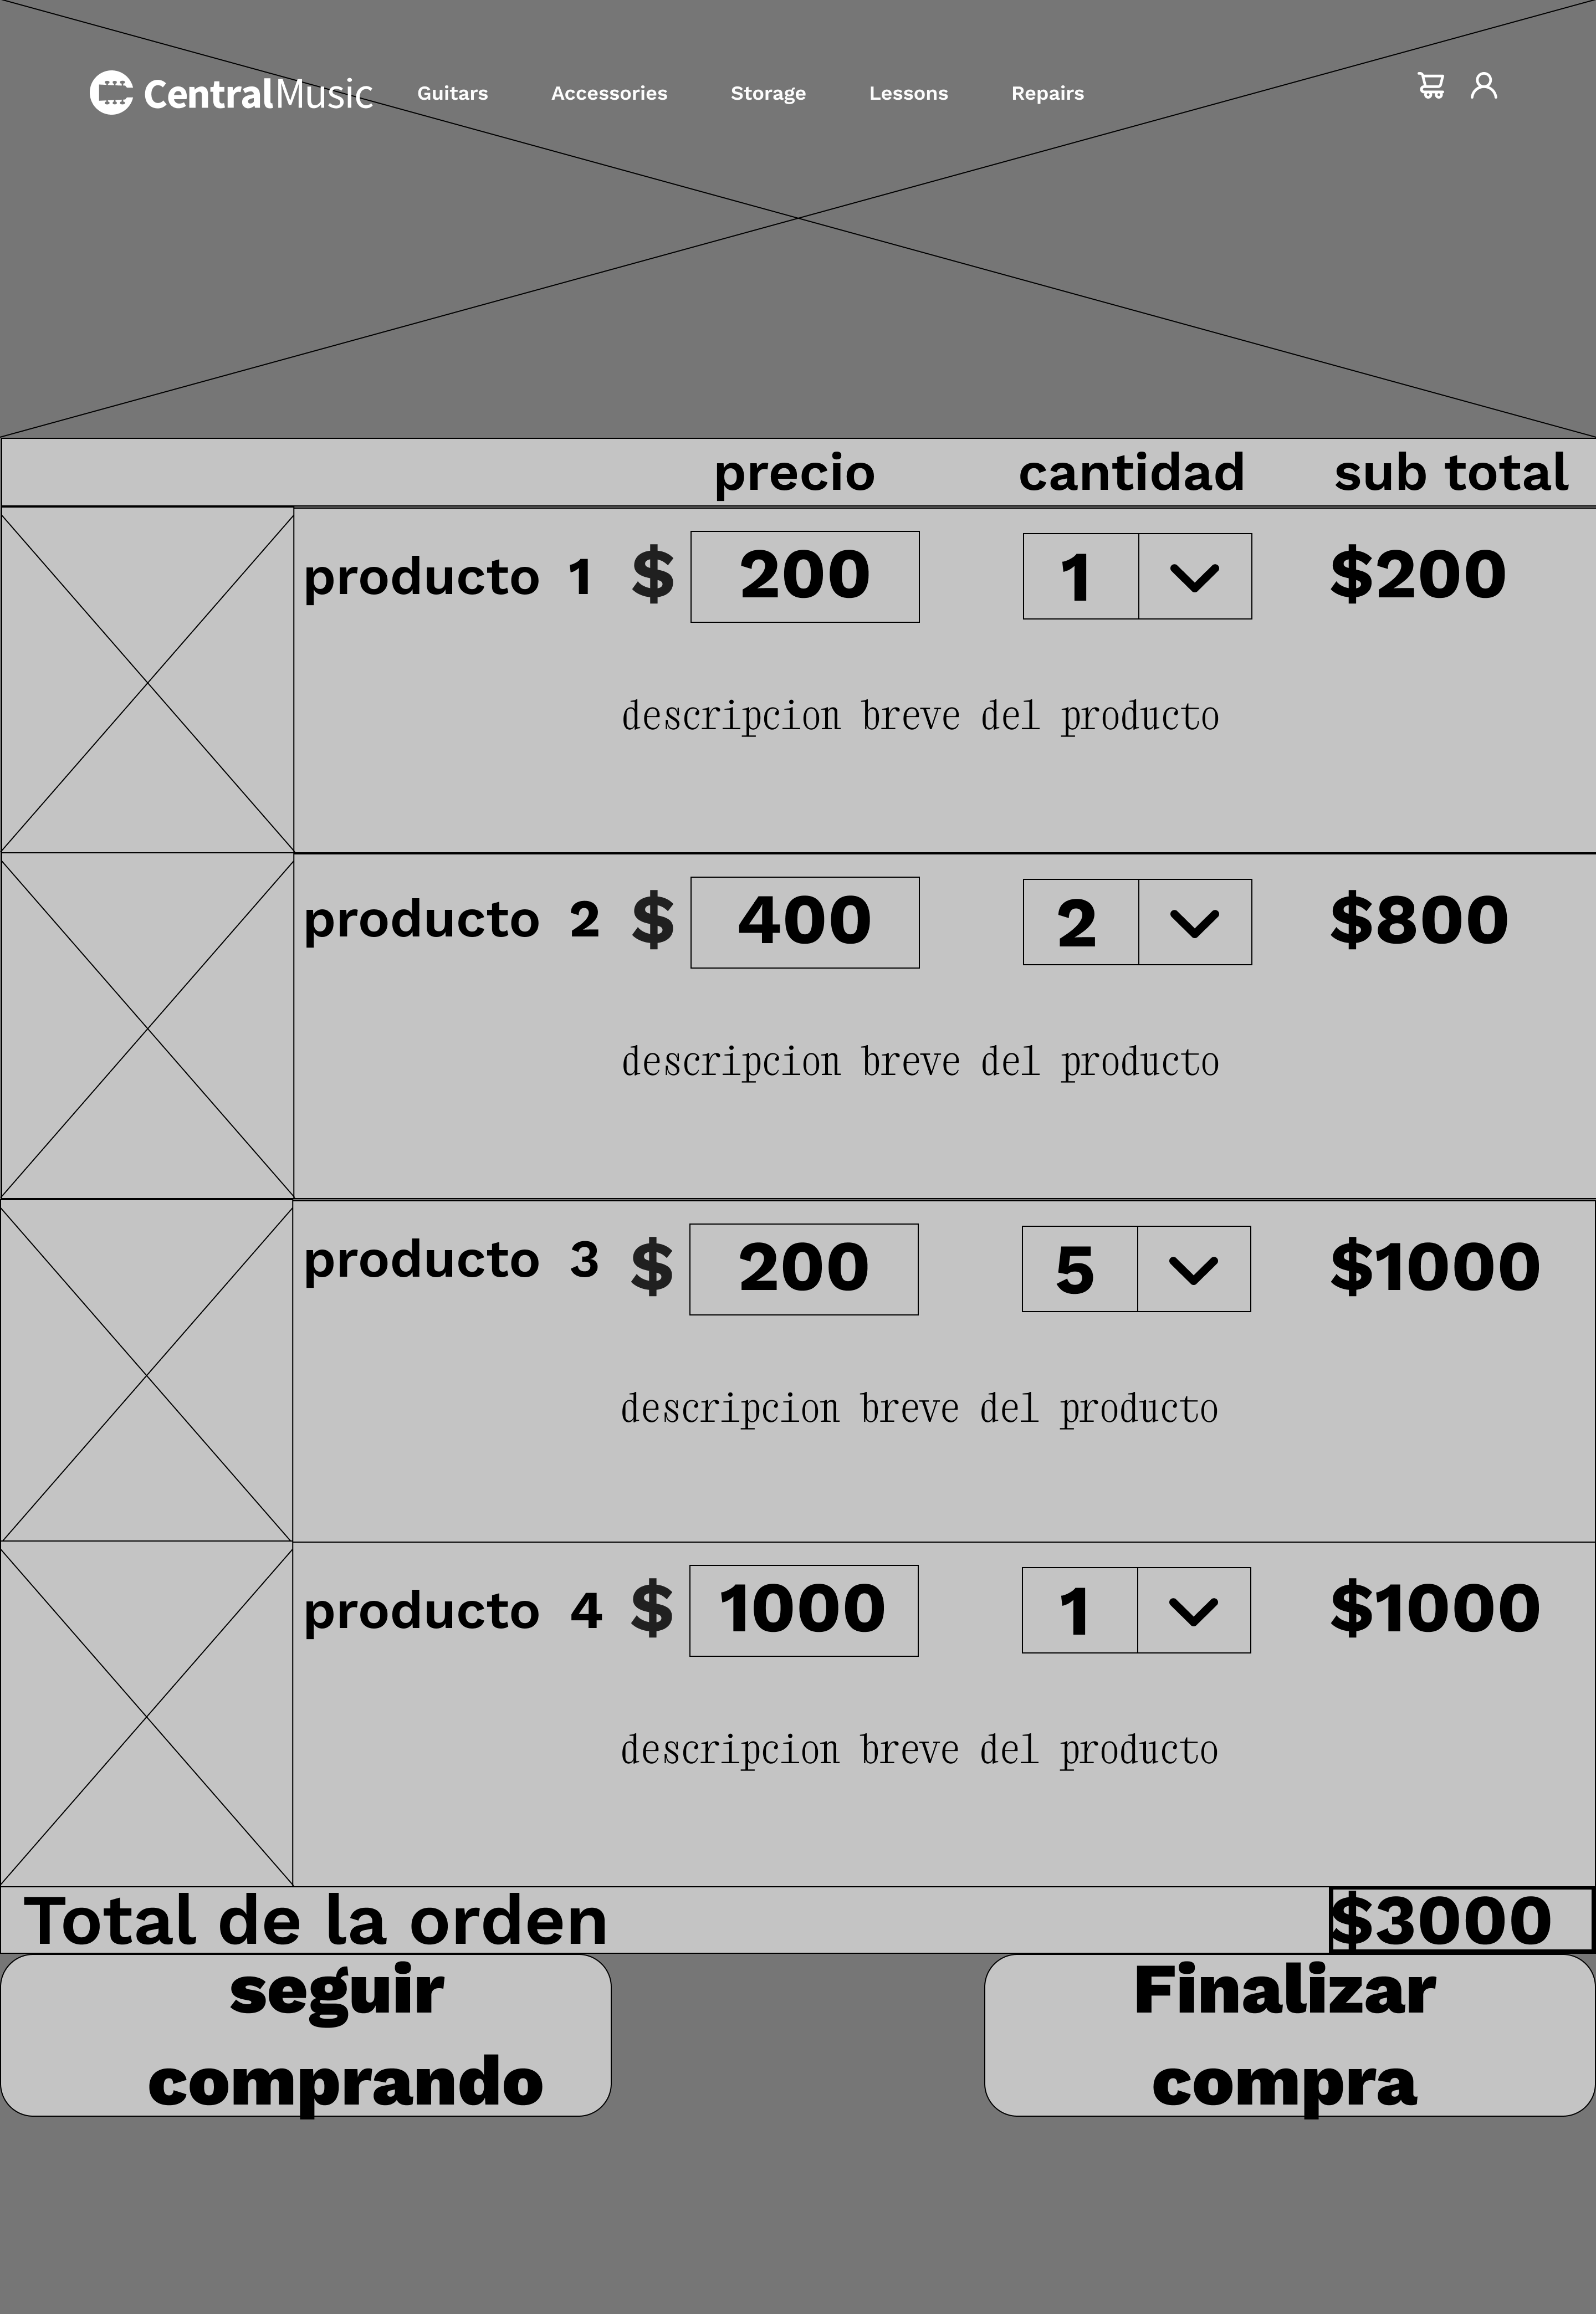 CentralMusic Guitars Accessories Storage Lessons Repairs
precio cantidad sub total
producto 1 $ 200 1 $200
descripcion breve del producto
producto 2 $ 400 2 $800
descripcion breve del producto
producto 3 $ 200 5 $1000
descripcion breve del producto
producto 4 $ 1000 1 $1000
descripcion breve del producto
Total de la orden $3000
seguir
comprando
Finalizar
compra